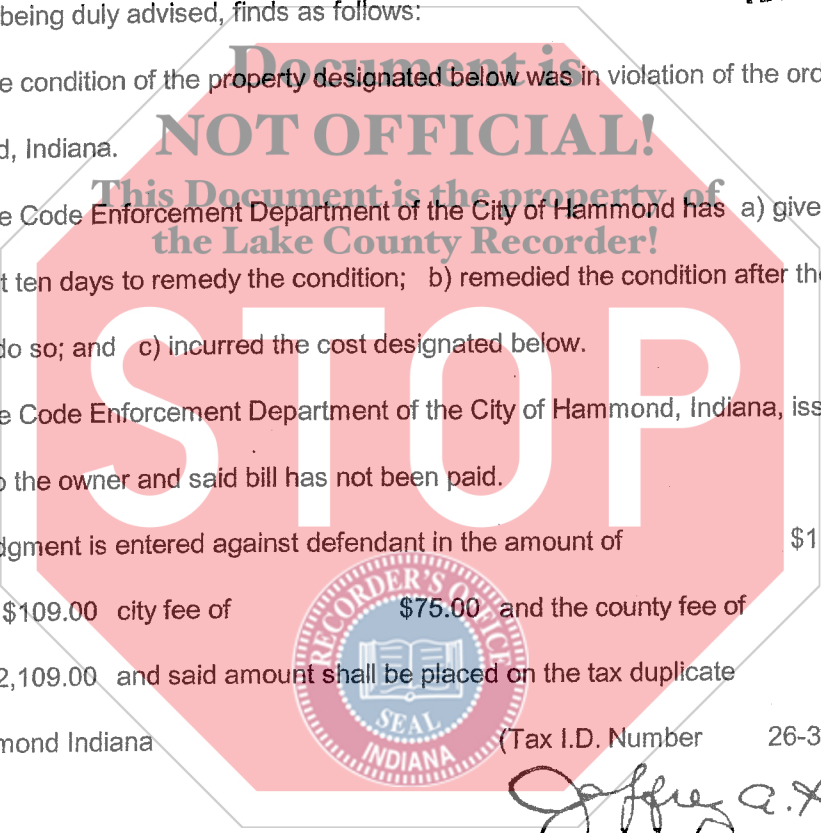 being duly advised, finds as follows:
Document is
e condition of the property designated below was in violation of the ord
NOT OFFICIAL!
d, Indiana.
This Document is the property of
e Code Enforcement Department of the City of Hammond has a) give
the Lake County Recorder!
t ten days to remedy the condition; b) remedied the condition after the
do so; and c) incurred the cost designated below.
STOP
e Code Enforcement Department of the City of Hammond, Indiana, iss
o the owner and said bill has not been paid.
dgment is entered against defendant in the amount of $1
$109.00 city fee of $75.00 and the county fee of
2,109.00 and said amount shall be placed on the tax duplicate
mond Indiana (Tax I.D. Number 26-3
RECORDER'S OFFICE
SEAL
INDIANA
Jeffrey A.